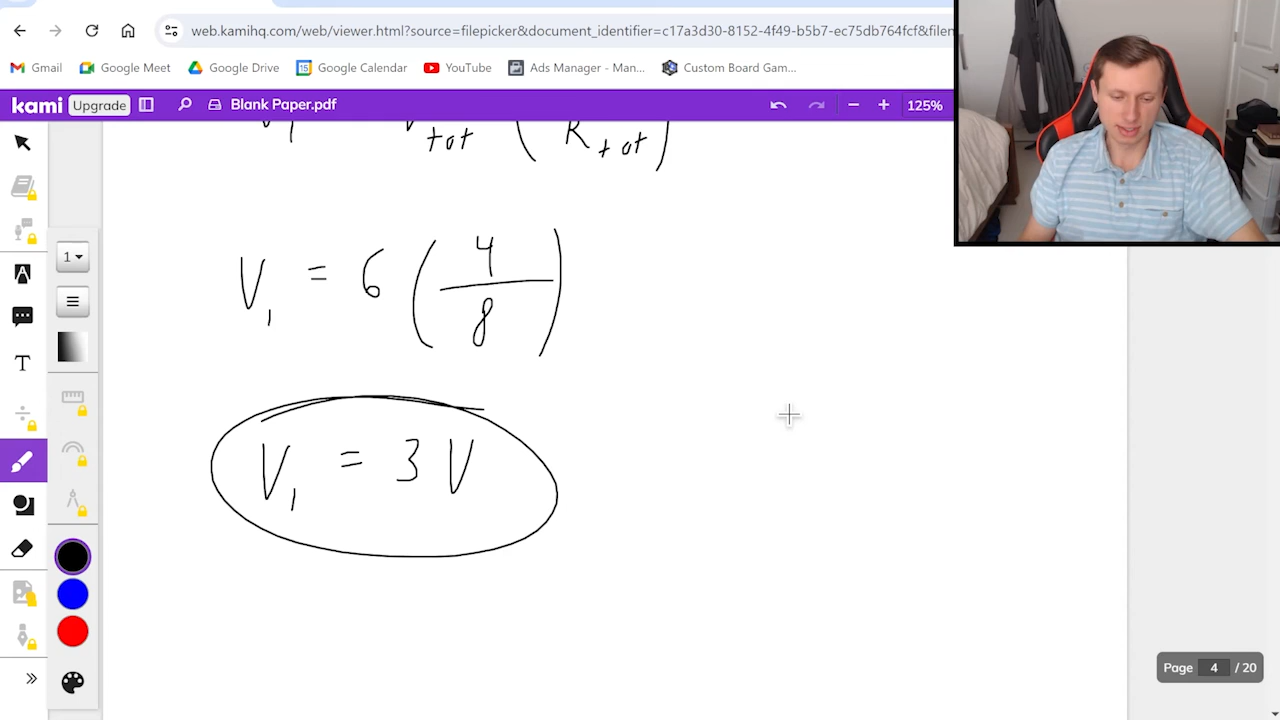 web.kamihq.com/web/viewer.html?source=filepicker&document_identifier=c17a3d30-8152-4f49-b5b7-ec75db764fcf&filen
Gmail Google Meet Google Drive 15 Google Calendar YouTube Ads Manager - Man... Custom Board Gam...
kami Upgrade Blank Paper.pdf 125%
tot ( R tot )
V1 = 6 ( 4 / 8 )
1
V1 = 3 V
T
Page 4 / 20